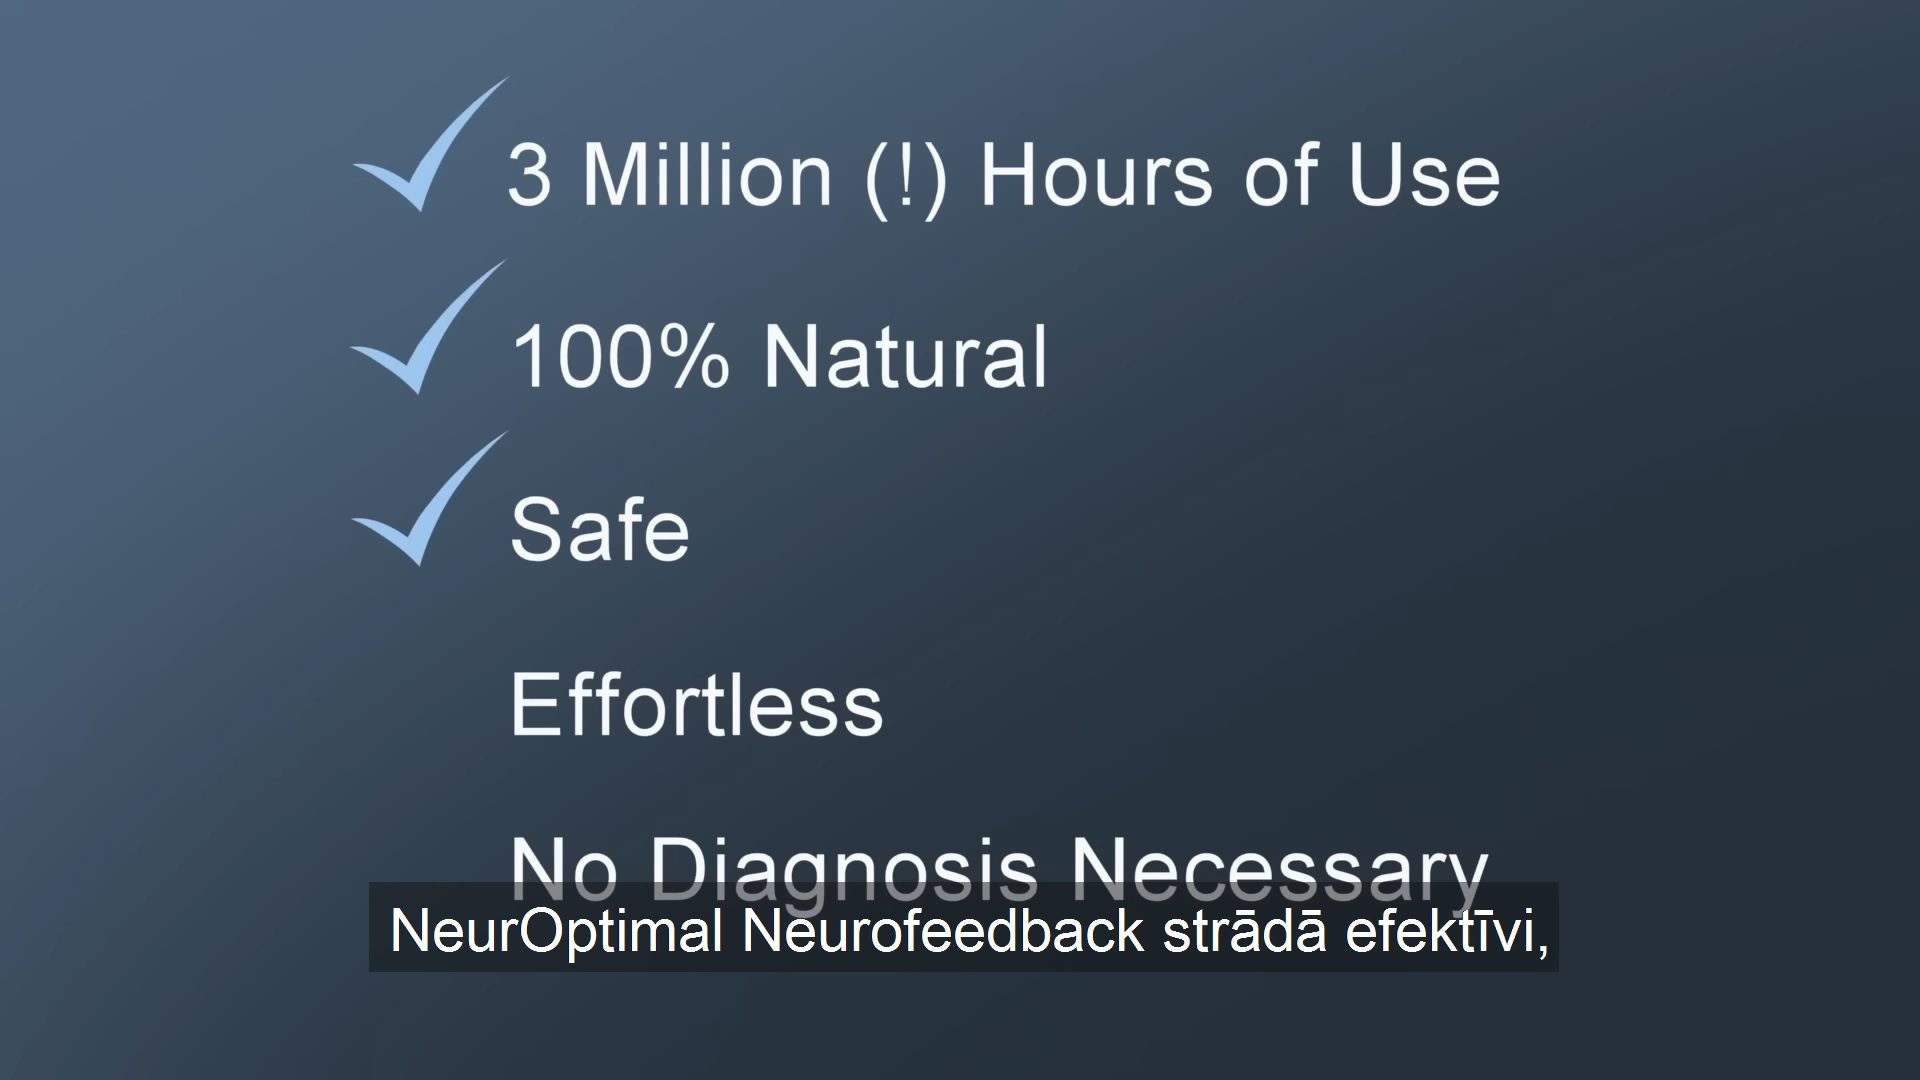 3 Million (!) Hours of Use
100% Natural
Safe
Effortless
No Diagnosis Necessary
NeurOptimal Neurofeedback strādā efektīvi,